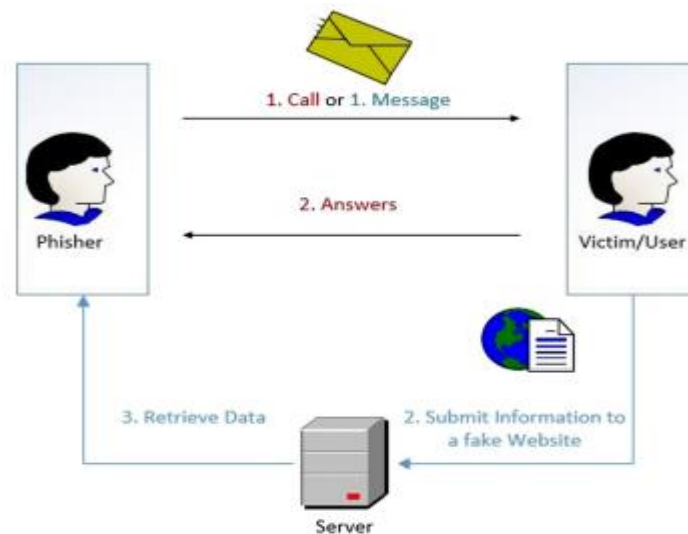 1. Call or 1. Message
2. Answers
Phisher
Victim/User
3. Retrieve Data
2. Submit Information to
a fake Website
Server